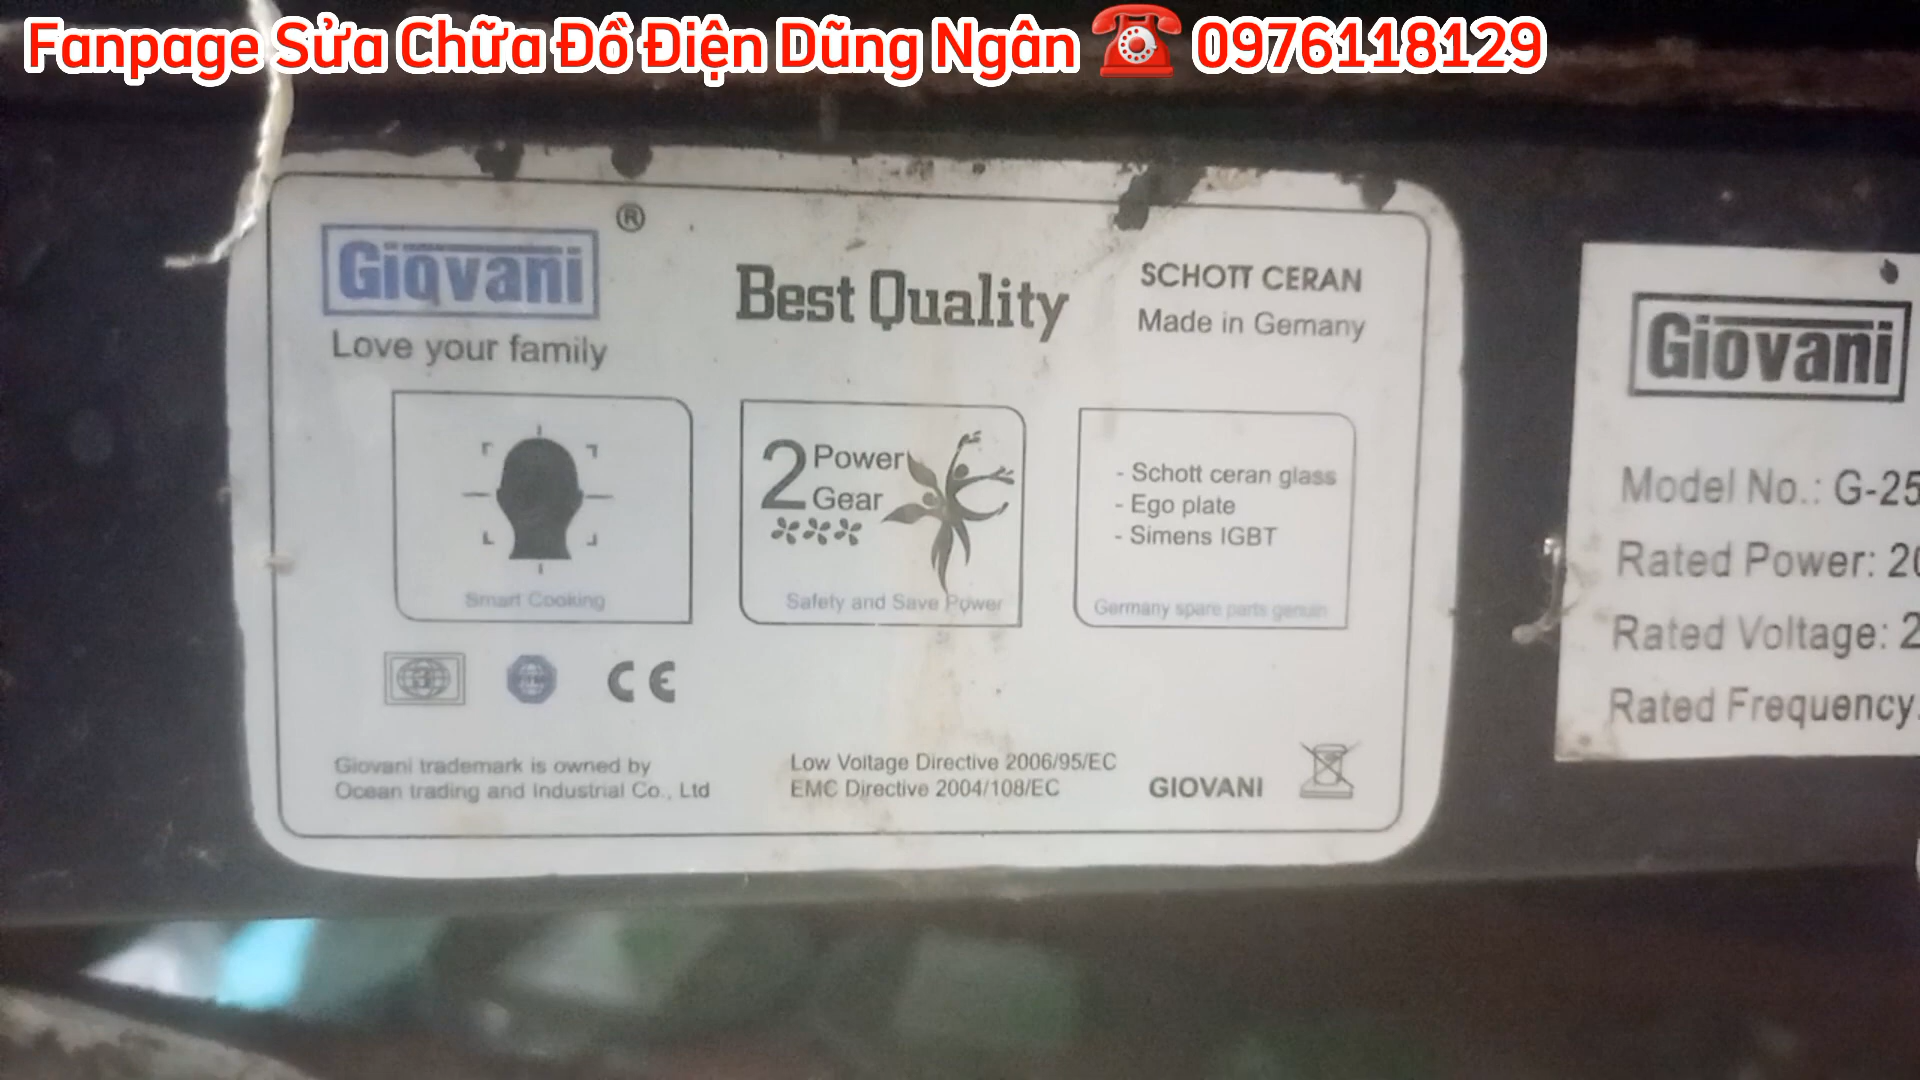 Fanpage Sửa Chữa Đồ Điện Dũng Ngân ☎ 0976118129
Giovani ®
Love your family
Best Quality
SCHOTT CERAN
Made in Gemany
Smart Cooking
2 Power
Gear
Safety and Save Power
- Schott ceran glass
- Ego plate
- Simens IGBT
Germany spare parts genuin
CE
Giovani trademark is owned by
Ocean trading and Industrial Co., Ltd
Low Voltage Directive 2006/95/EC
EMC Directive 2004/108/EC
GIOVANI
Giovani
Model No.: G-25
Rated Power: 20
Rated Voltage: 2
Rated Frequency